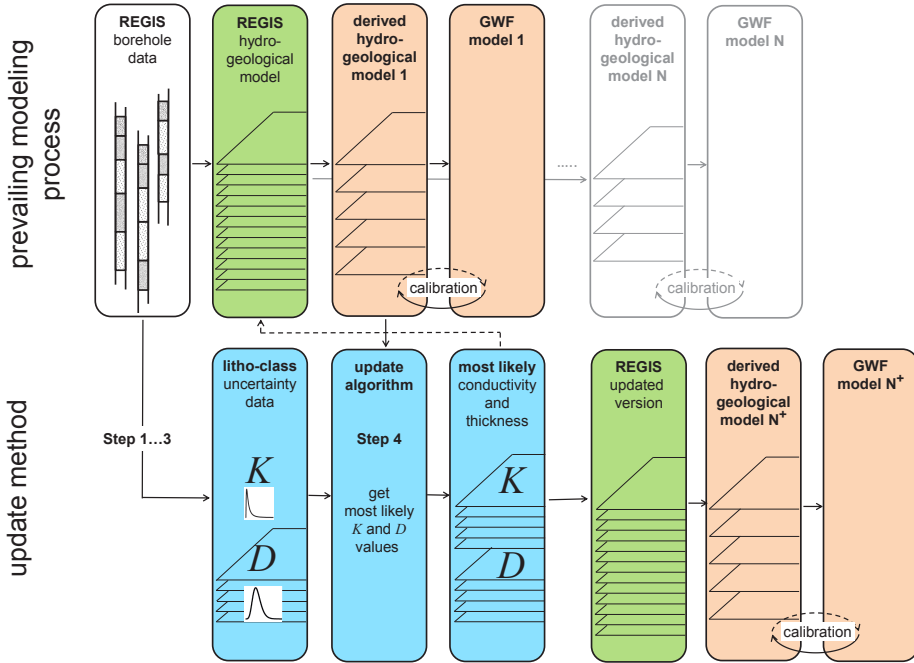 prevailing modeling
process
REGIS
borehole
data
REGIS
hydro-
geological
model
derived
hydro-
geological
model 1
GWF
model 1
calibration
.....
derived
hydro-
geological
model N
GWF
model N
calibration
update method
Step 1...3
litho-class
uncertainty
data
K
D
update
algorithm
Step 4
get
most likely
K and D
values
most likely
conductivity
and
thickness
K
D
REGIS
updated
version
derived
hydro-
geological
model N⁺
GWF
model N⁺
calibration